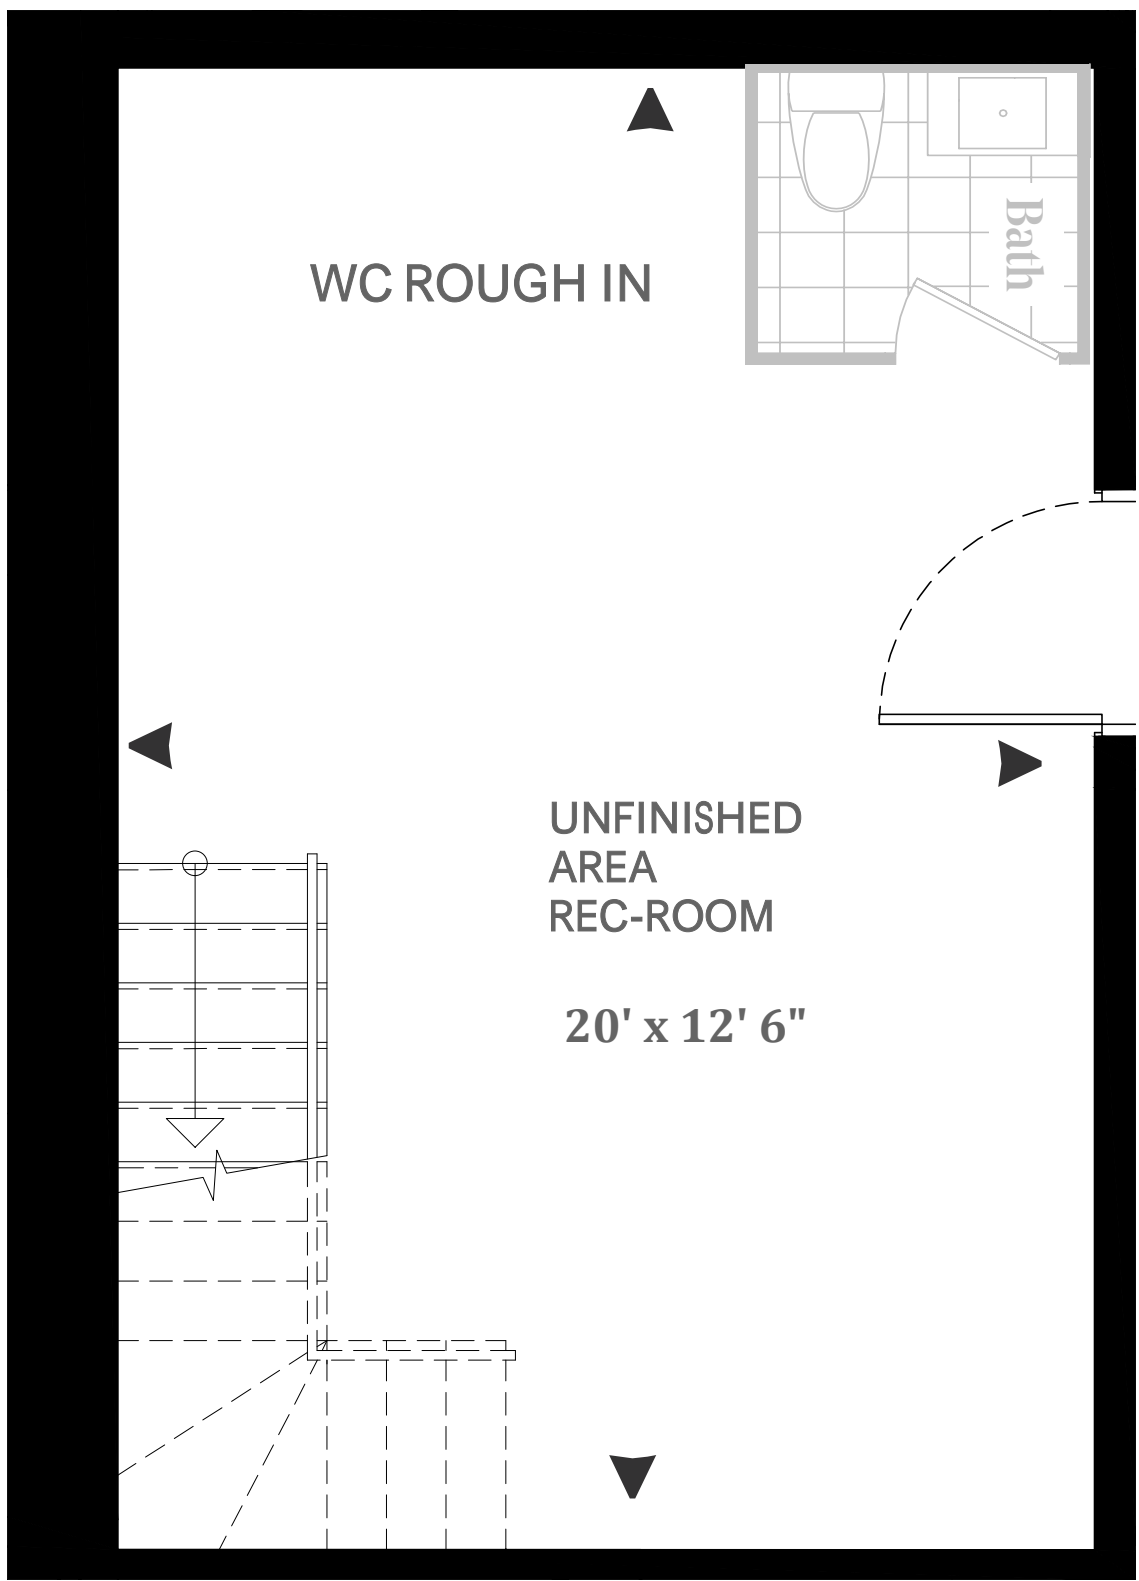 Bath
WC ROUGH IN
UNFINISHED
AREA
REC-ROOM
20' x 12' 6"